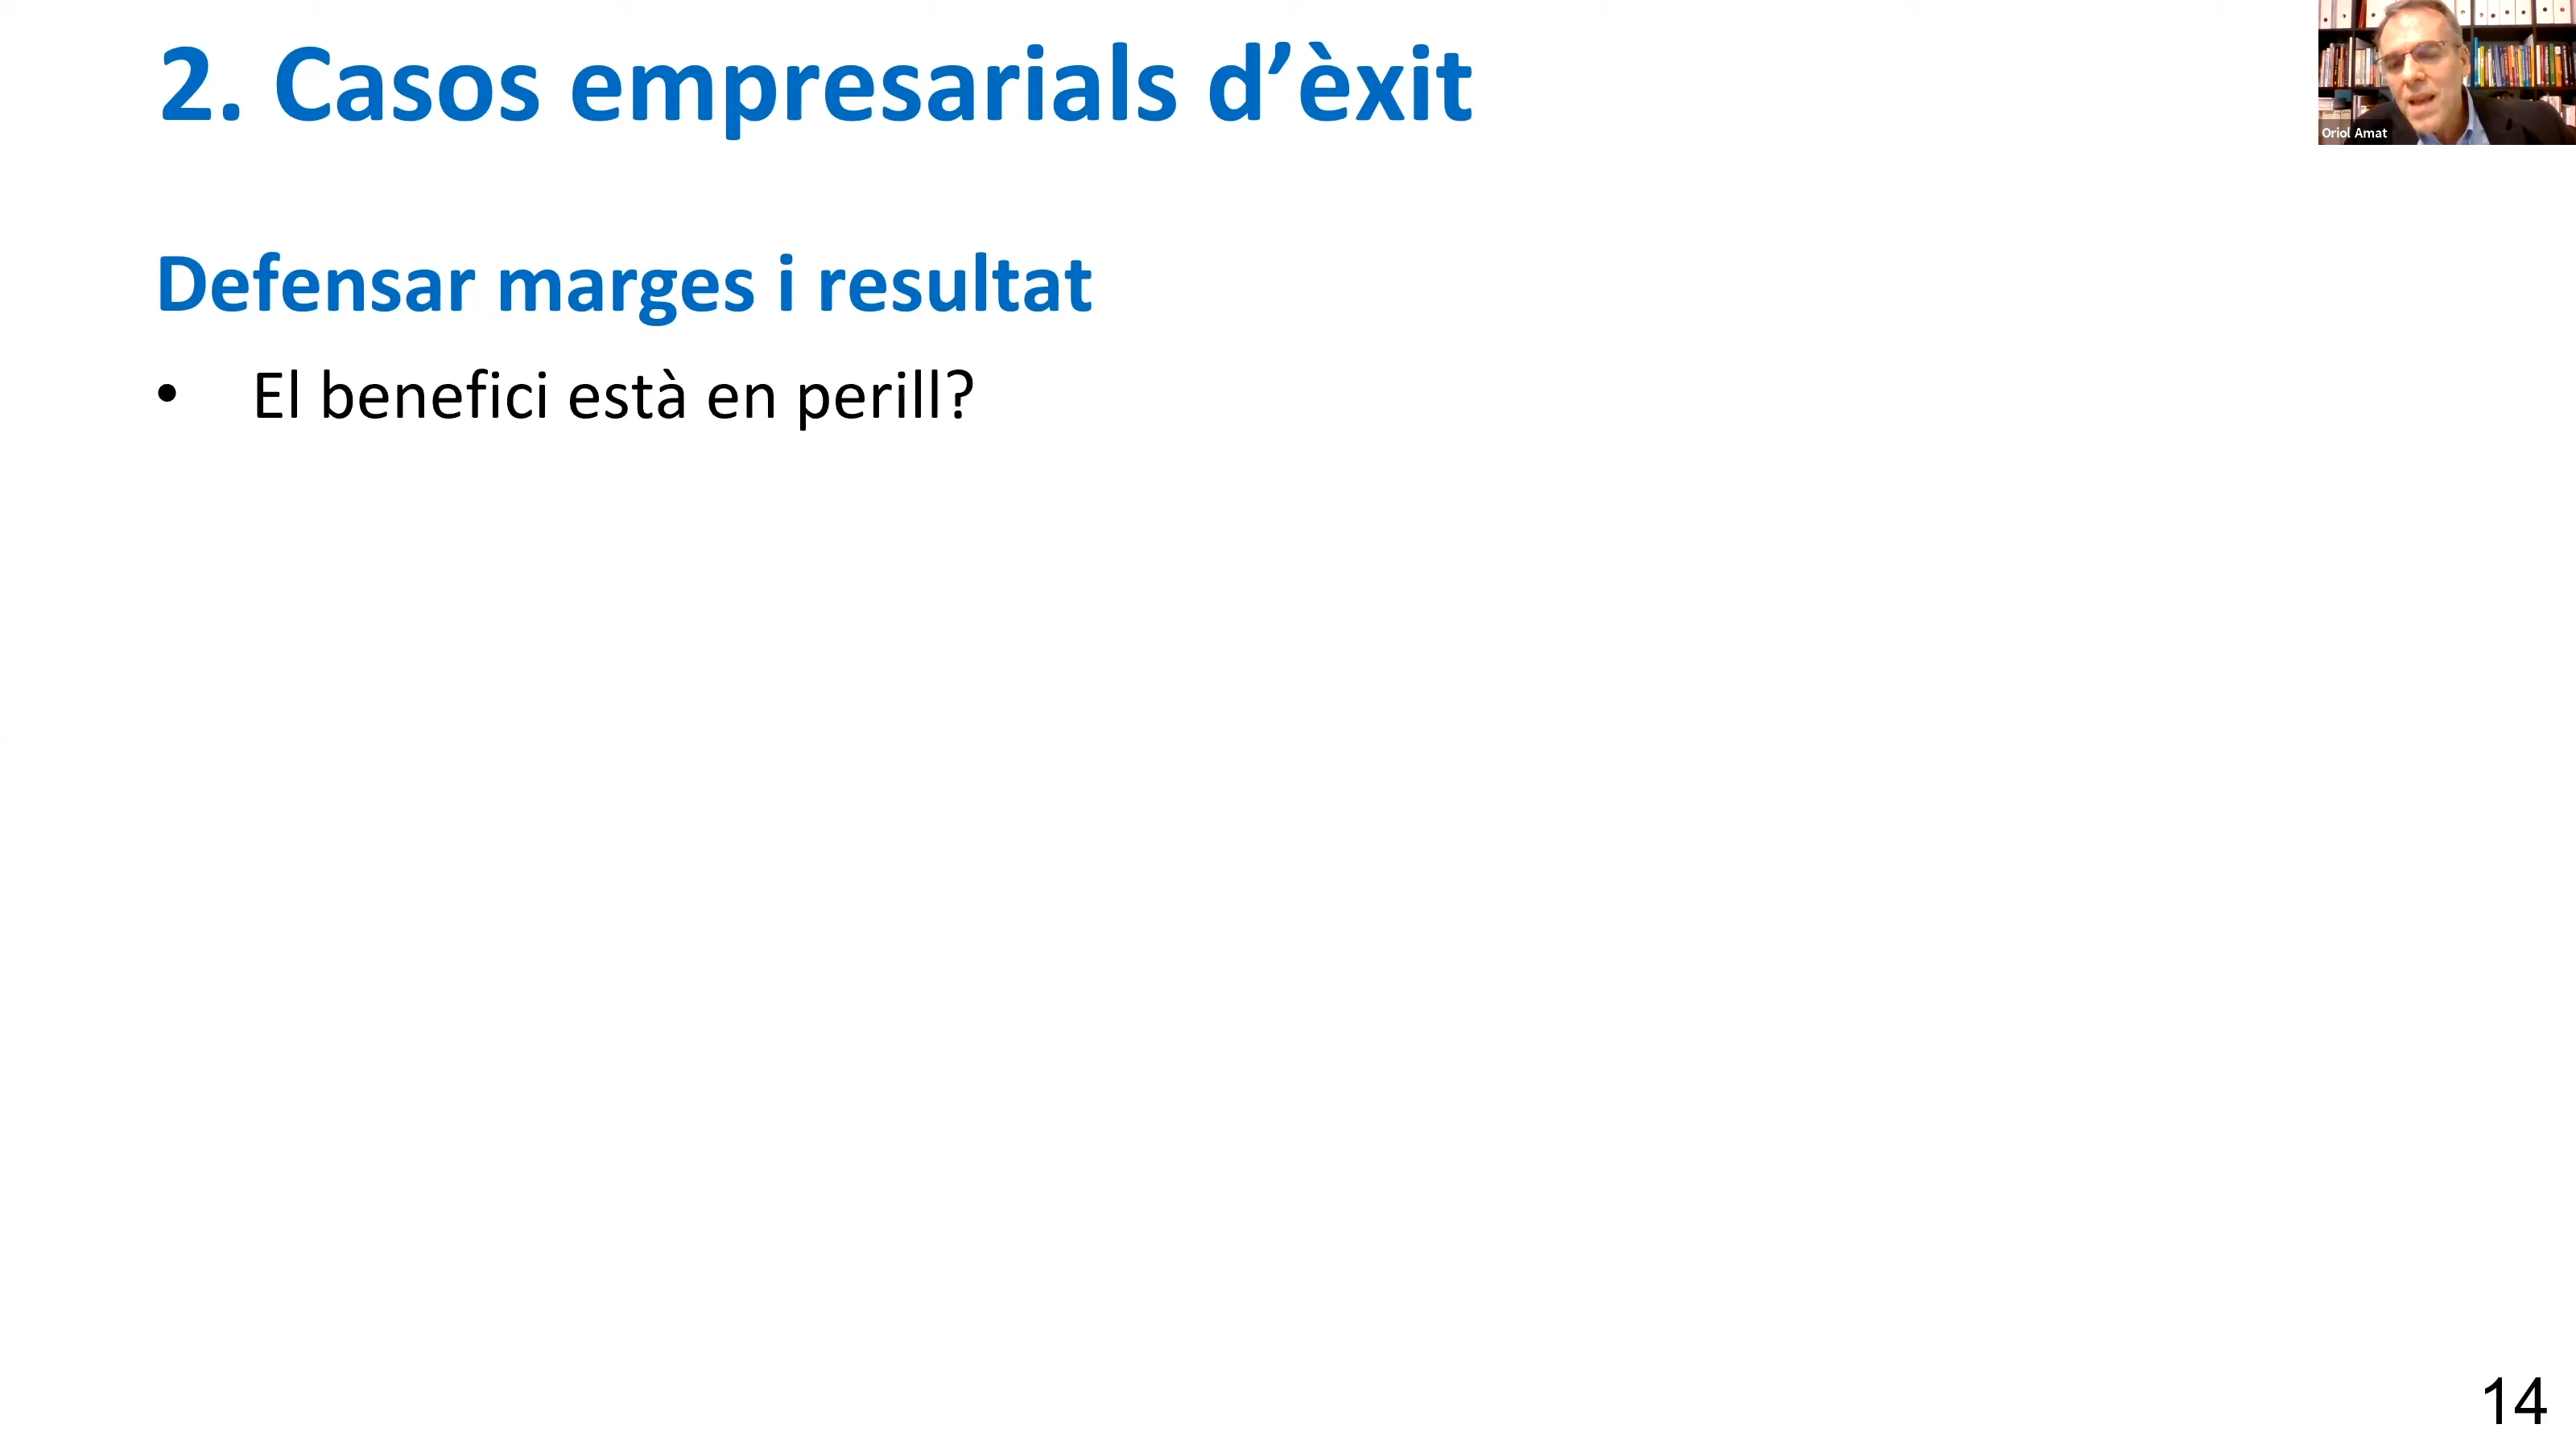 2. Casos empresarials d’èxit
Oriol Amat
Defensar marges i resultat
• El benefici està en perill?
14